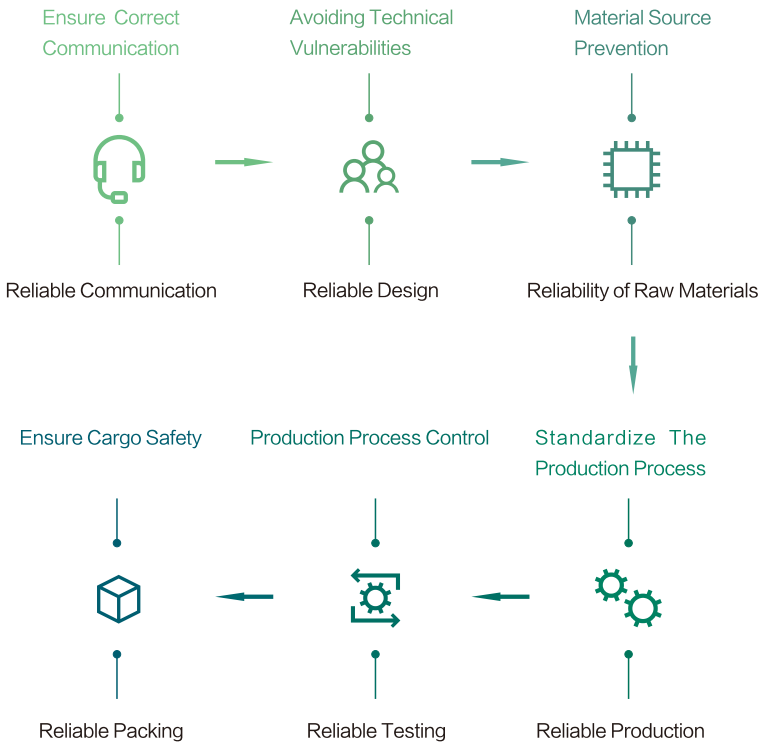 Ensure Correct
Communication
Avoiding Technical
Vulnerabilities
Material Source
Prevention
Reliable Communication
Reliable Design
Reliability of Raw Materials
Ensure Cargo Safety
Production Process Control
Standardize The
Production Process
Reliable Packing
Reliable Testing
Reliable Production